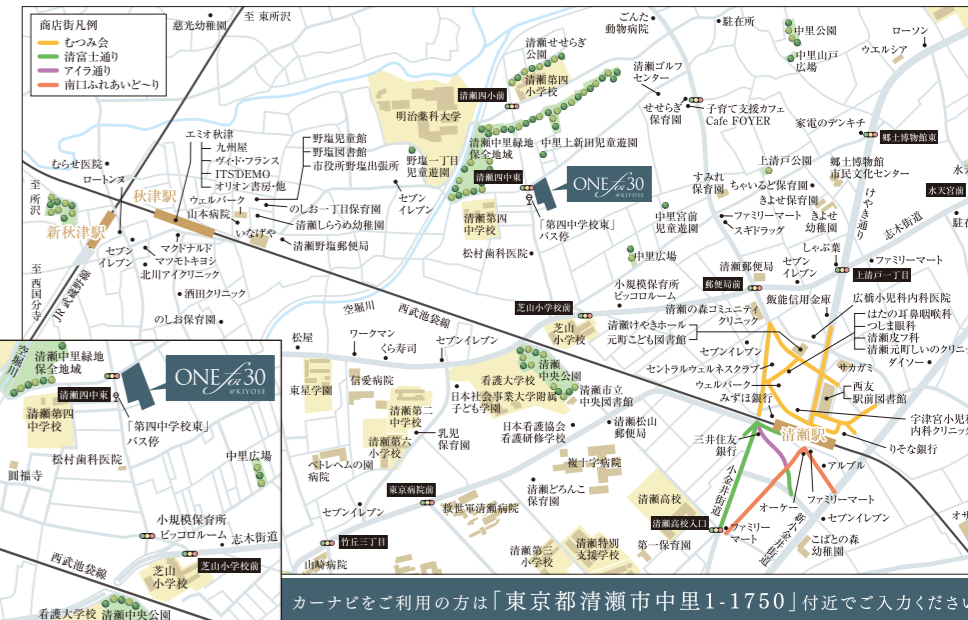 商店街凡例
むつみ会
清富士通り
アイラ通り
南口ふれあいど〜り
至 東所沢
慈光幼稚園
ごんた
動物病院
駐在所
中里公園
中里山戸
広場
ローソン
ウエルシア
清瀬せせらぎ
公園
清瀬第四
小学校
清瀬四小前
清瀬ゴルフ
センター
せせらぎ
保育園
子育て支援カフェ
Cafe FOYER
家電のデンキチ
郷土博物館東
明治薬科大学
エミオ秋津
九州屋
ヴィ・ド・フランス
ITS'DEMO
オリオン書房・他
野塩児童館
野塩図書館
市役所野塩出張所
野塩一丁目
児童遊園
清瀬中里緑地
保全地域
中里上新田児童遊園
清瀬四中東
ONE for 30
@KIYOSE
「第四中学校東」
バス停
清瀬第四
中学校
松村歯科医院
むらせ医院
ロートンヌ
秋津駅
新秋津駅
至
所
沢
至
西
国
分
寺
JR武蔵野線
ウェルパーク
山本病院
いなげや
のしお一丁目保育園
清瀬しらうめ幼稚園
清瀬野塩郵便局
セブン
イレブン
セブン
イレブン
マクドナルド
マツモトキヨシ
北川アイクリニック
酒田クリニック
のしお保育園
すみれ
保育園
上清戸公園
ちゃいるど保育園
きよせ保育園
きよせ
幼稚園
郷土博物館
市民文化センター
けやき通り
水天宮前
志木街道
中里宮前
児童遊園
ファミリーマート
スギドラッグ
しゃぶ葉
セブン
イレブン
ファミリーマート
上清戸一丁目
中里広場
清瀬郵便局
郵便局前
小規模保育所
ピッコロルーム
芝山小学校前
芝山
小学校
清瀬の森コミュニティ
クリニック
飯能信用金庫
清瀬けやきホール
元町こども図書館
セブンイレブン
セントラルウェルネスクラブ
ウェルパーク
みずほ銀行
広橋小児科内科医院
はたの耳鼻咽喉科
つしま眼科
清瀬皮フ科
清瀬元町しいのクリニ
ダイソー
サカガミ
西友
駅前図書館
宇津宮小児科
内科クリニック
りそな銀行
清瀬駅
三井住友
銀行
アルブル
オーケー
ファミリーマート
セブンイレブン
こばとの森
幼稚園
小金井街道
新小金井街道
清瀬高校
清瀬高校入口
ファミリー
マート
第一保育園
空堀川
西武池袋線
松屋
ワークマン
くら寿司
セブンイレブン
東星学園
信愛病院
看護大学校
日本社会事業大学附属
子ども学園
清瀬
中央公園
清瀬市立
中央図書館
清瀬第二
中学校
清瀬第六
小学校
乳児
保育園
日本看護協会
看護研修学校
清瀬松山
郵便局
ベトレヘムの園
病院
東京病院前
複十字病院
清瀬どろんこ
保育園
セブンイレブン
救世軍清瀬病院
竹丘三丁目
山崎病院
清瀬第三
小学校
清瀬特別
支援学校
空堀川
清瀬中里緑地
保全地域
清瀬四中東
ONE for 30
@KIYOSE
清瀬第四
中学校
「第四中学校東」
バス停
松村歯科医院
圓福寺
中里広場
小規模保育所
ピッコロルーム
志木街道
芝山小学校前
西武池袋線
芝山
小学校
看護大学校
清瀬中央公園
カーナビをご利用の方は「東京都清瀬市中里1-1750」付近でご入力ください